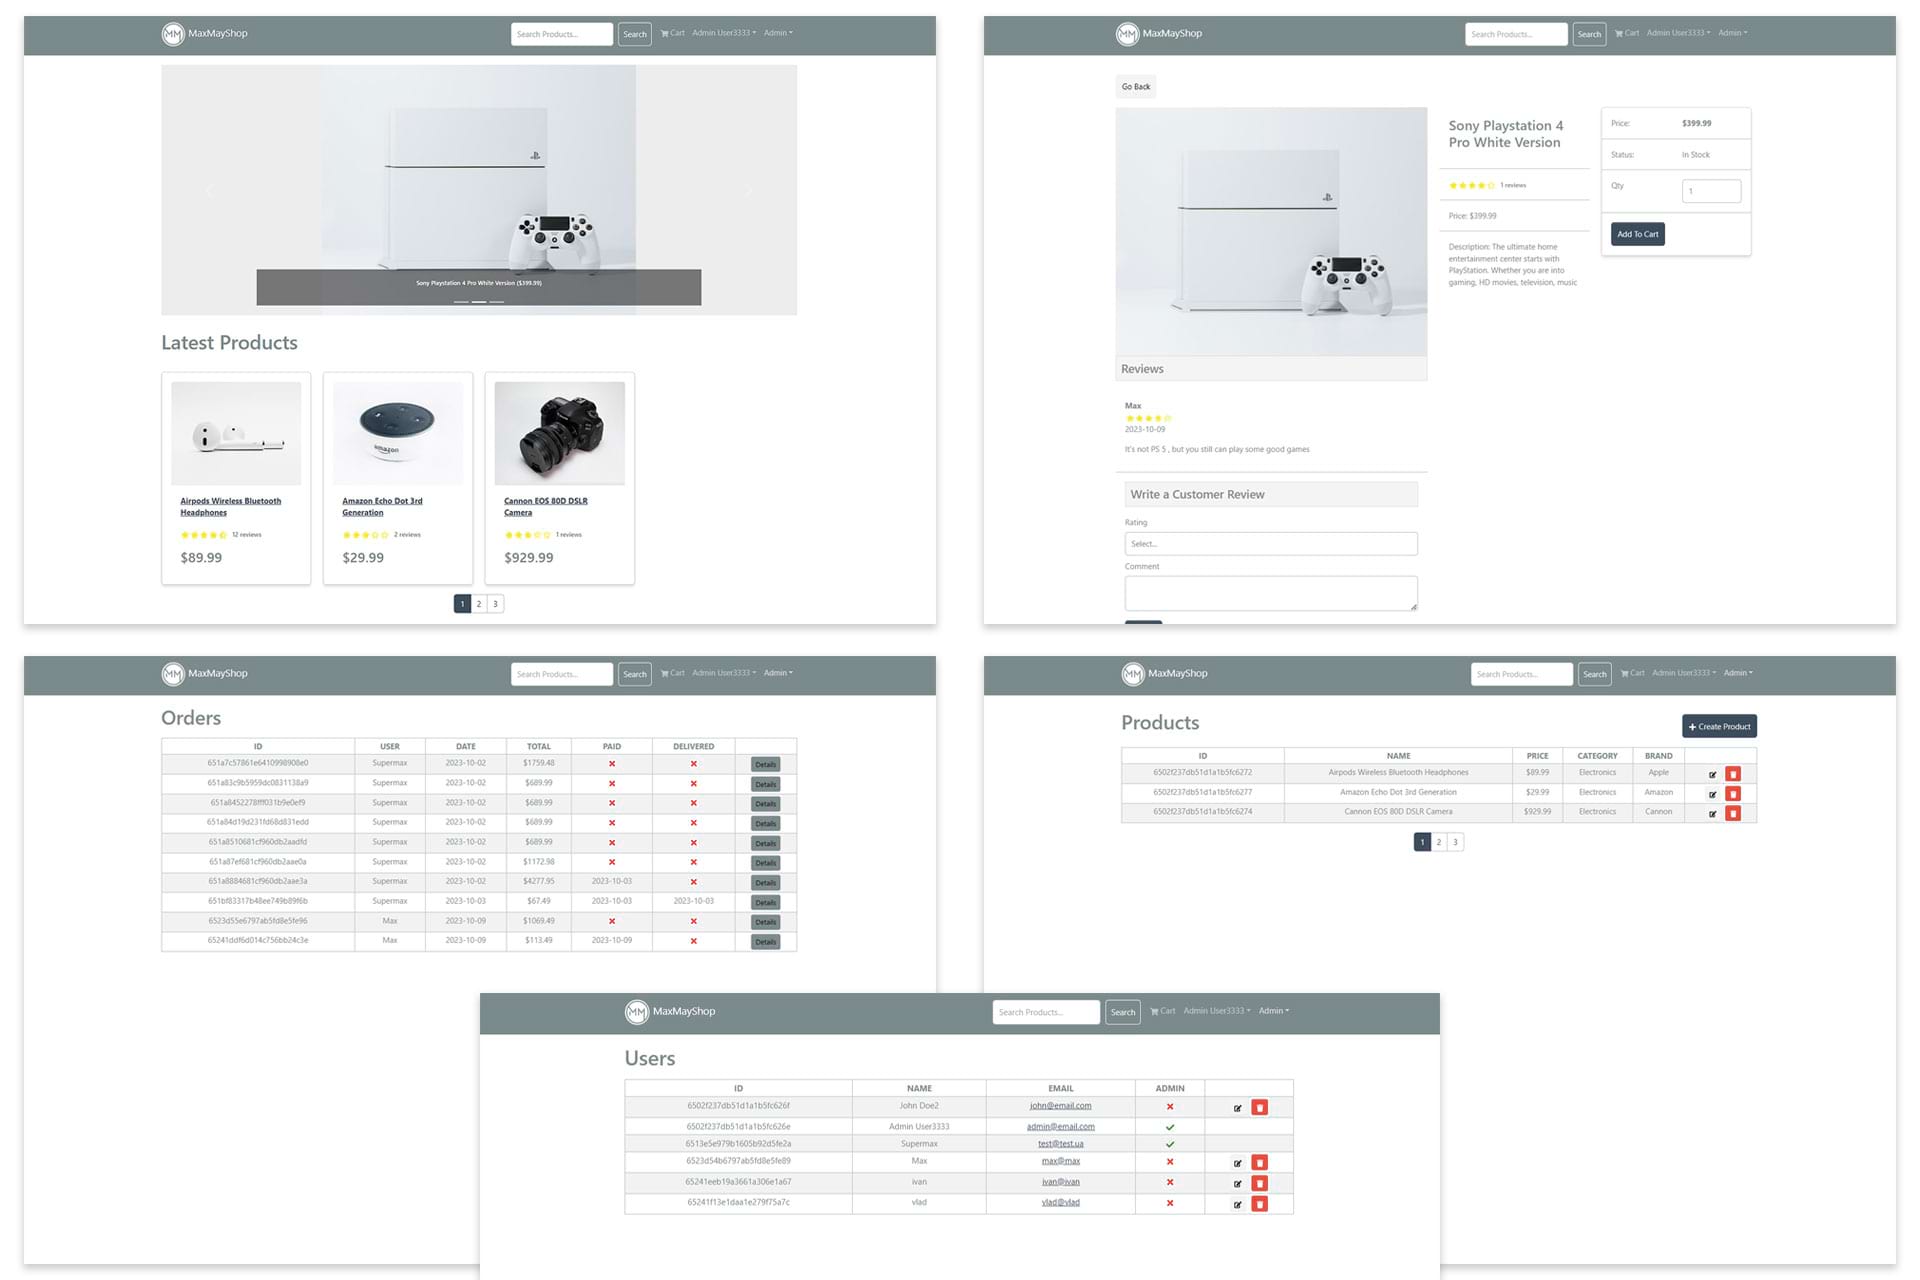 MM MaxMayShop Search Products... Search Cart Admin User3333 Admin
Sony Playstation 4 Pro White Version ($399.99)
Latest Products
Airpods Wireless Bluetooth
Headphones
12 reviews
$89.99
amazon
Amazon Echo Dot 3rd
Generation
2 reviews
$29.99
Cannon EOS 80D DSLR
Camera
1 reviews
$929.99
1 2 3
MM MaxMayShop Search Products... Search Cart Admin User3333 Admin
Go Back
Sony Playstation 4
Pro White Version
1 reviews
Price: $399.99
Description: The ultimate home
entertainment center starts with
PlayStation. Whether you are into
gaming, HD movies, television, music
Price: $399.99
Status: In Stock
Qty 1
Add To Cart
Reviews
Max
2023-10-09
It's not PS 5 , but you still can play some good games
Write a Customer Review
Rating
Select...
Comment
MM MaxMayShop Search Products... Search Cart Admin User3333 Admin
Orders
ID USER DATE TOTAL PAID DELIVERED
651a7c57861e6410998908e0 Supermax 2023-10-02 $1759.48 Details
651a83c9b5959dc0831138a9 Supermax 2023-10-02 $689.99 Details
651a8452278fff031b9e0ef9 Supermax 2023-10-02 $689.99 Details
651a84d19d231fd68d831edd Supermax 2023-10-02 $689.99 Details
651a8510681cf960db2aadfd Supermax 2023-10-02 $689.99 Details
651a87ef681cf960db2aae0a Supermax 2023-10-02 $1172.98 Details
651a8884681cf960db2aae3a Supermax 2023-10-02 $4277.95 2023-10-03 Details
651bf83317b48ee749b89f6b Supermax 2023-10-03 $67.49 2023-10-03 2023-10-03 Details
6523d55e6797ab5fd8e5fe96 Max 2023-10-09 $1069.49 Details
65241ddf6d014c756bb24c3e Max 2023-10-09 $113.49 2023-10-09 Details
MM MaxMayShop Search Products... Search Cart Admin User3333 Admin
Products
Create Product
ID NAME PRICE CATEGORY BRAND
6502f237db51d1a1b5fc6272 Airpods Wireless Bluetooth Headphones $89.99 Electronics Apple
6502f237db51d1a1b5fc6277 Amazon Echo Dot 3rd Generation $29.99 Electronics Amazon
6502f237db51d1a1b5fc6274 Cannon EOS 80D DSLR Camera $929.99 Electronics Cannon
1 2 3
MM MaxMayShop Search Products... Search Cart Admin User3333 Admin
Users
ID NAME EMAIL ADMIN
6502f237db51d1a1b5fc626f John Doe2 john@email.com
6502f237db51d1a1b5fc626e Admin User3333 admin@email.com
6513e5e979b1605b92d5fe2a Supermax test@test.ua
6523d54b6797ab5fd8e5fe89 Max max@max
65241eeb19a3661a306e1a67 ivan ivan@ivan
65241f13e1daa1e279f75a7c vlad vlad@vlad